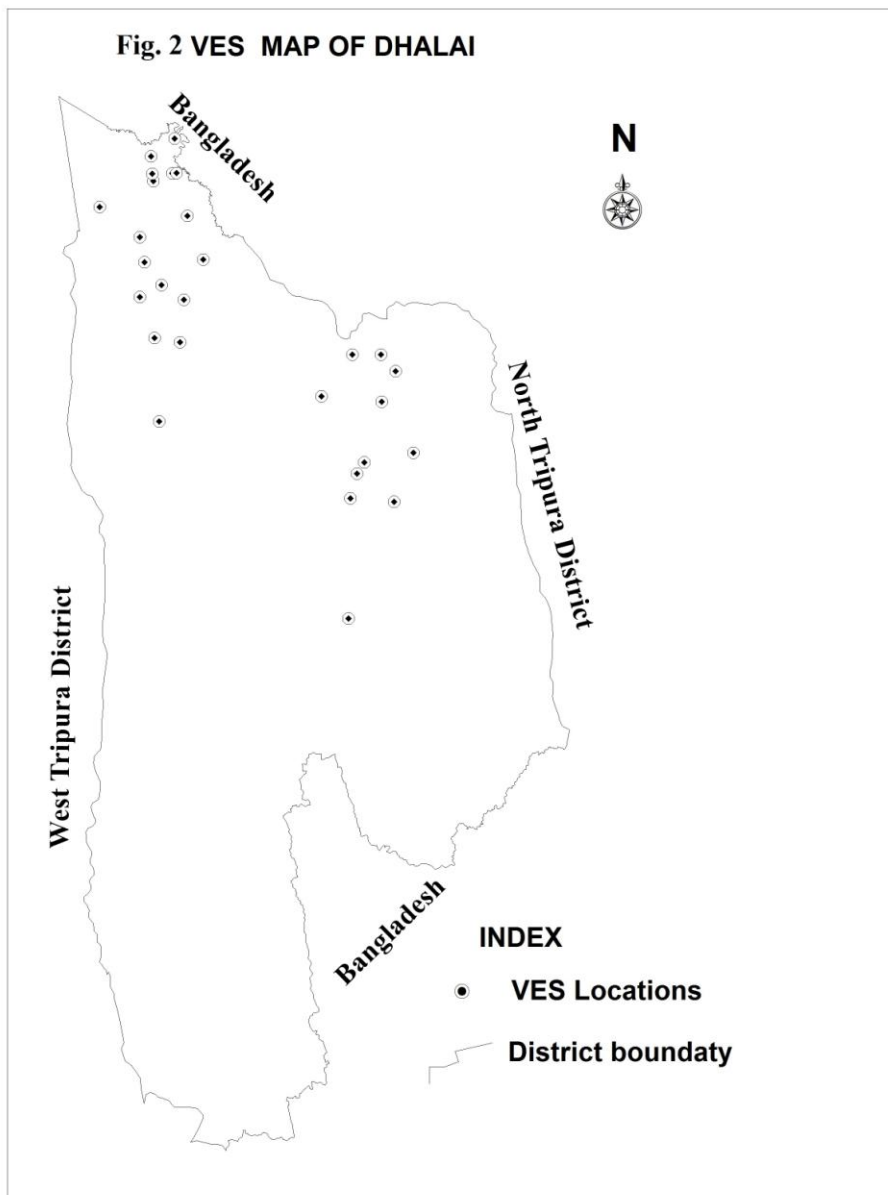 Fig. 2 VES MAP OF DHALAI
Bangladesh
N
North Tripura District
West Tripura District
Bangladesh
INDEX
VES Locations
District boundaty